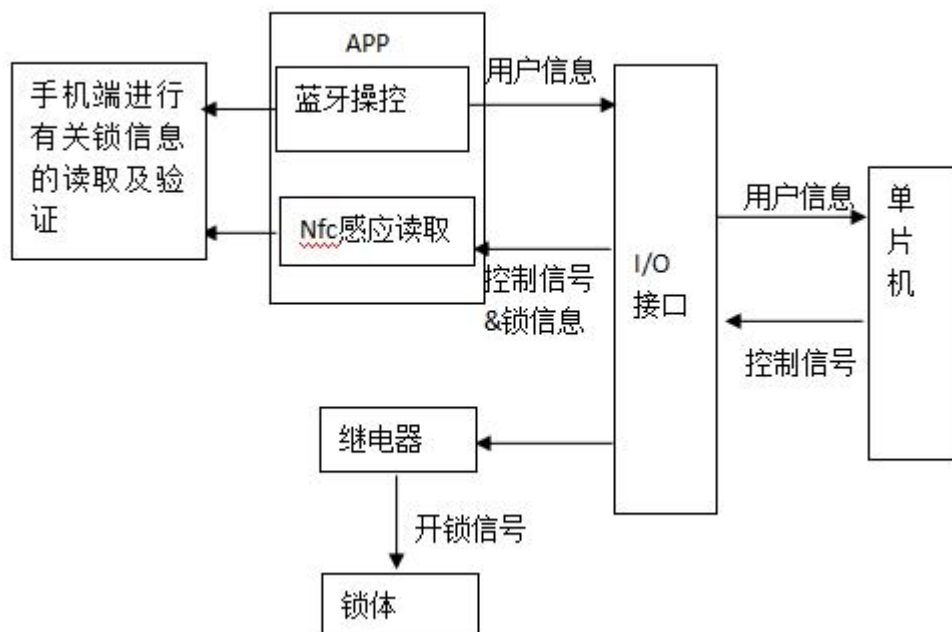 APP
手机端进行
有关锁信息
的读取及验
证
蓝牙操控
用户信息
Nfc感应读取
控制信号
&锁信息
I/O
接口
用户信息
控制信号
单
片
机
继电器
开锁信号
锁体